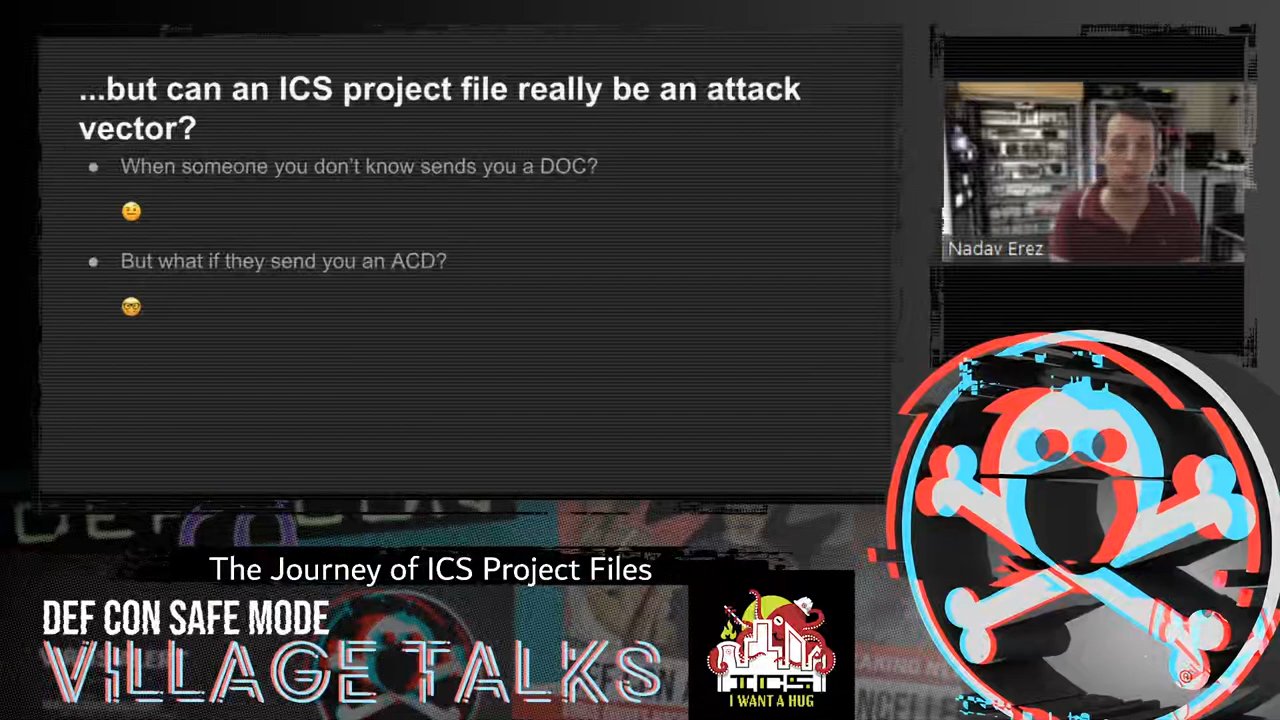 ...but can an ICS project file really be an attack
vector?
● When someone you don't know sends you a DOC?
🤨
● But what if they send you an ACD?
🤓
Nadav Erez
The Journey of ICS Project Files
DEF CON SAFE MODE
VILLAGE TALKS
ICS
I WANT A HUG
DEF CON
®